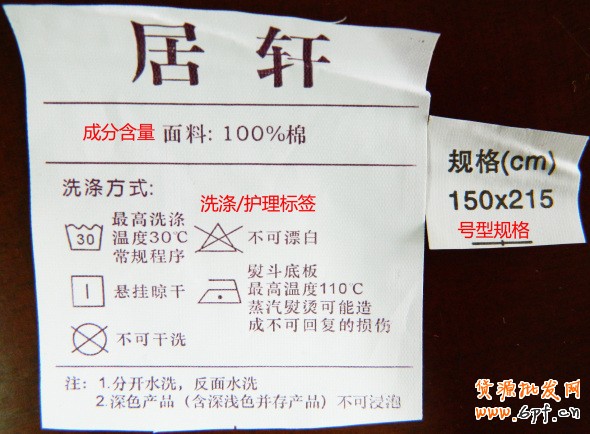 居轩
成分含量 面料: 100%棉
洗涤方式:
洗涤/护理标签
30
最高洗涤
温度30℃
常规程序
不可漂白
悬挂晾干
熨斗底板
最高温度110℃
蒸汽熨烫可能造
成不可回复的损伤
不可干洗
注: 1.分开水洗，反面水洗
2.深色产品（含深浅色并存产品）不可浸泡
规格(cm)
150x215
号型规格
货源批发网
www.6pf.cn